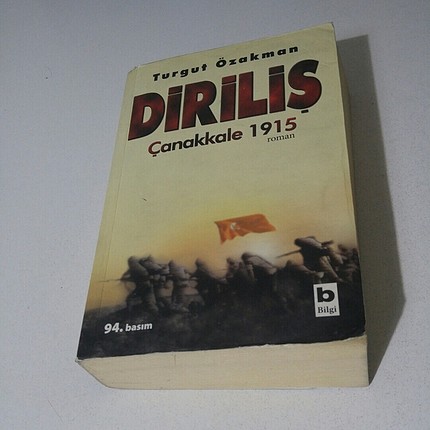 Turgut Özakman
DİRİLİŞ
Çanakkale 1915
roman
94. basım
b
Bilgi